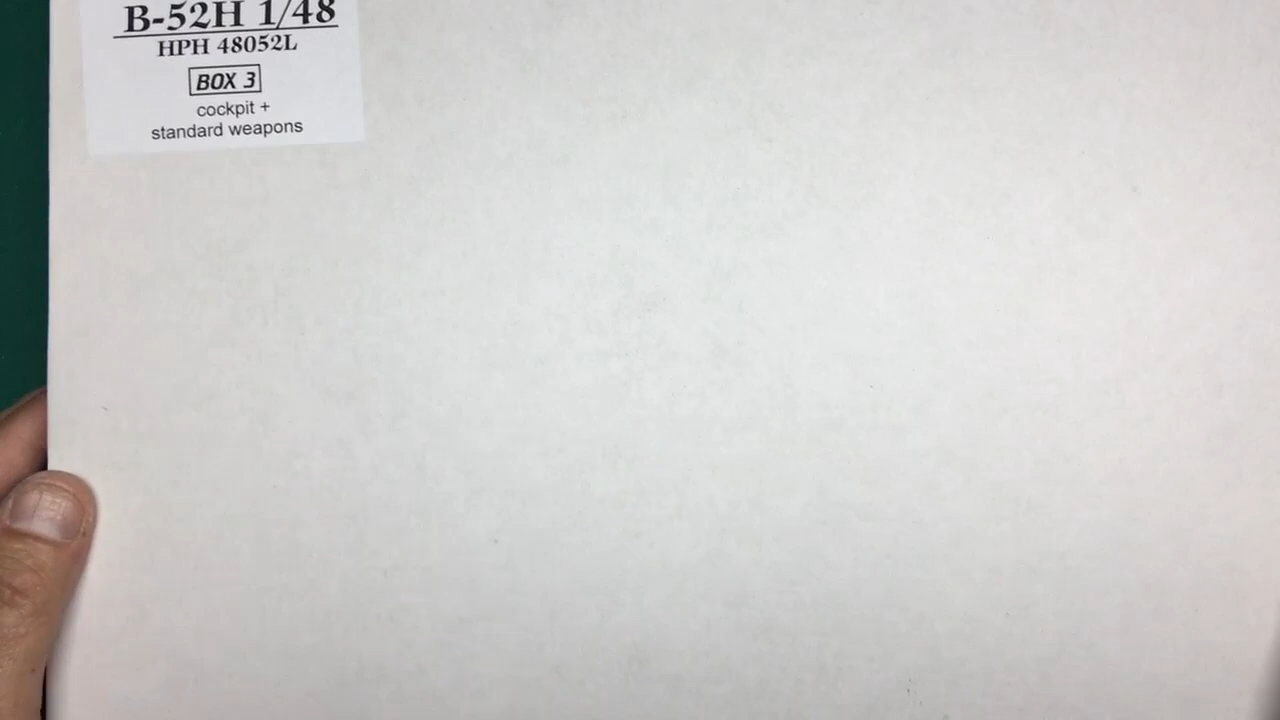 B-52H 1/48
HPH 48052L
BOX 3
cockpit +
standard weapons